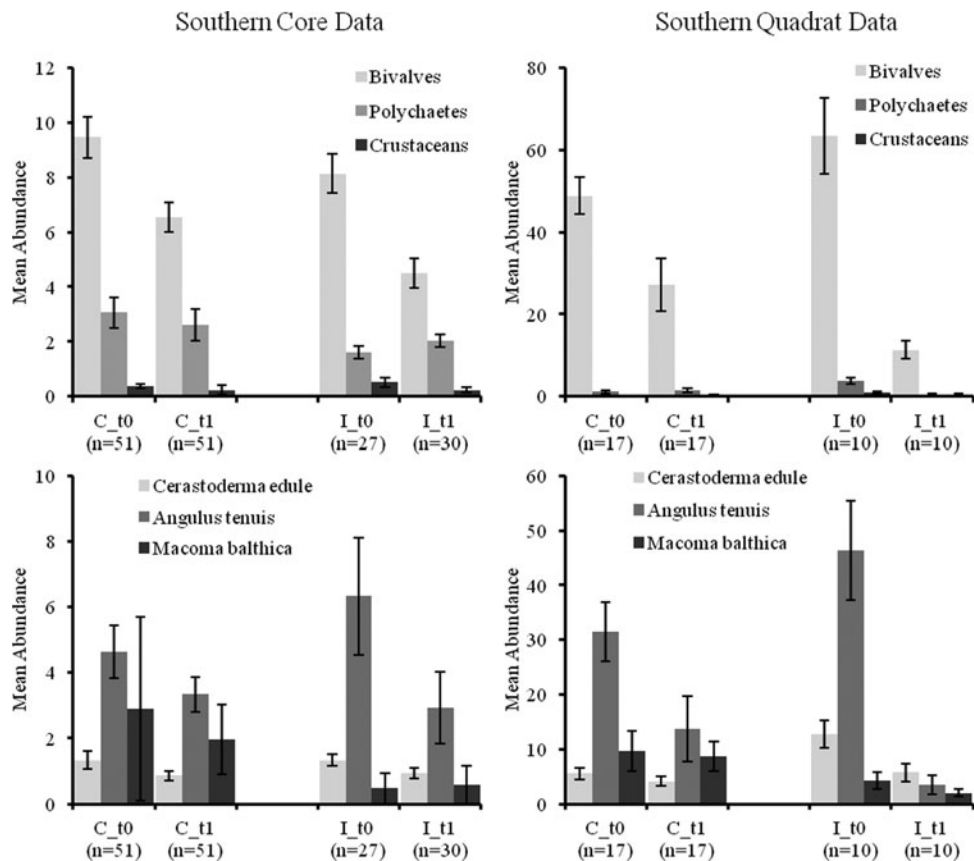 Southern Core Data
Southern Quadrat Data
Mean Abundance
12
10
8
6
4
2
0
Bivalves
Polychaetes
Crustaceans
C_t0
(n=51)
C_t1
(n=51)
I_t0
(n=27)
I_t1
(n=30)
Mean Abundance
80
60
40
20
0
Bivalves
Polychaetes
Crustaceans
C_t0
(n=17)
C_t1
(n=17)
I_t0
(n=10)
I_t1
(n=10)
Mean Abundance
10
8
6
4
2
0
Cerastoderma edule
Angulus tenuis
Macoma balthica
C_t0
(n=51)
C_t1
(n=51)
I_t0
(n=27)
I_t1
(n=30)
Mean Abundance
60
50
40
30
20
10
0
Cerastoderma edule
Angulus tenuis
Macoma balthica
C_t0
(n=17)
C_t1
(n=17)
I_t0
(n=10)
I_t1
(n=10)